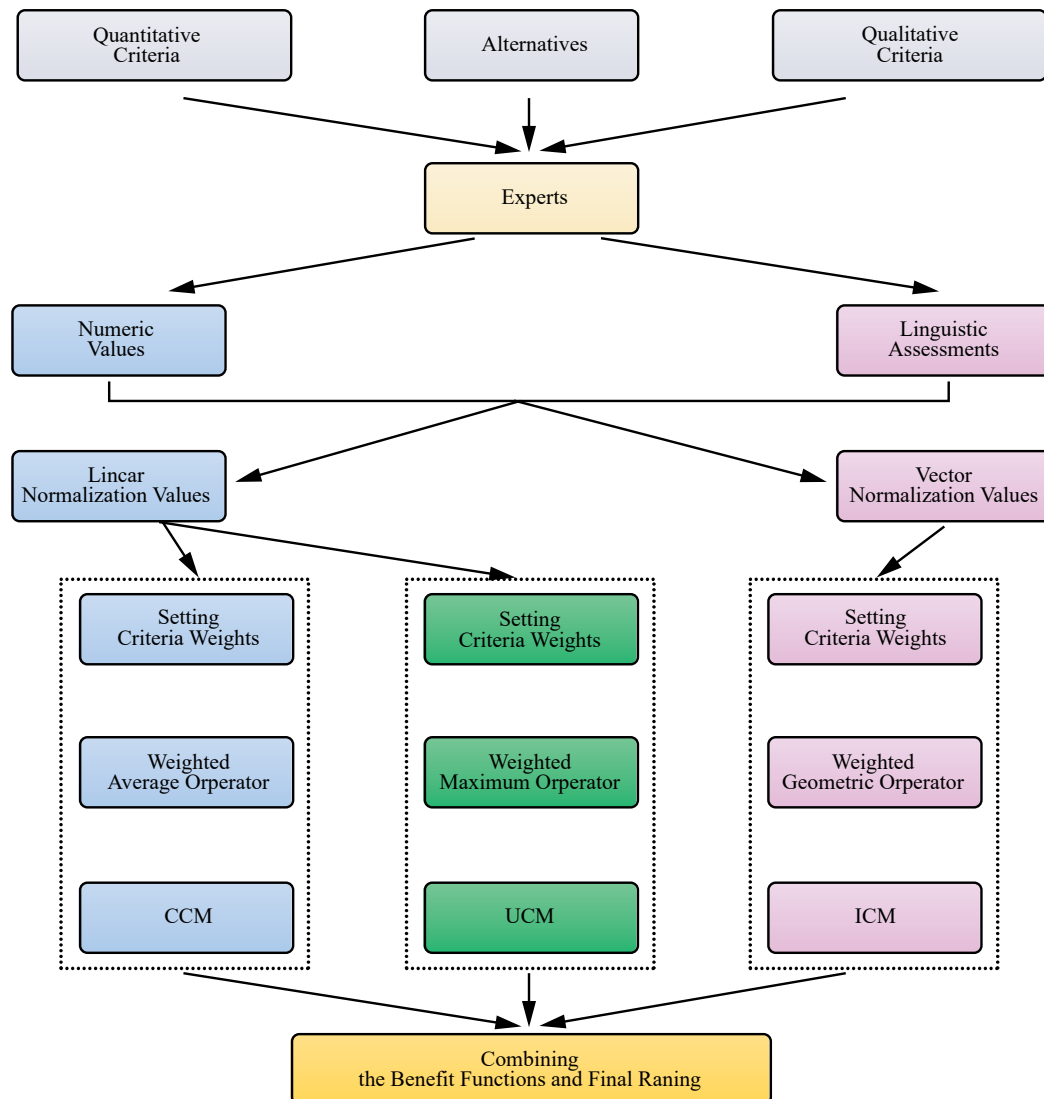 Quantitative
Criteria
Alternatives
Qualitative
Criteria
Experts
Numeric
Values
Linguistic
Assessments
Lincar
Normalization Values
Vector
Normalization Values
Setting
Criteria Weights
Setting
Criteria Weights
Setting
Criteria Weights
Weighted
Average Orperator
Weighted
Maximum Orperator
Weighted
Geometric Orperator
CCM
UCM
ICM
Combining
the Benefit Functions and Final Raning